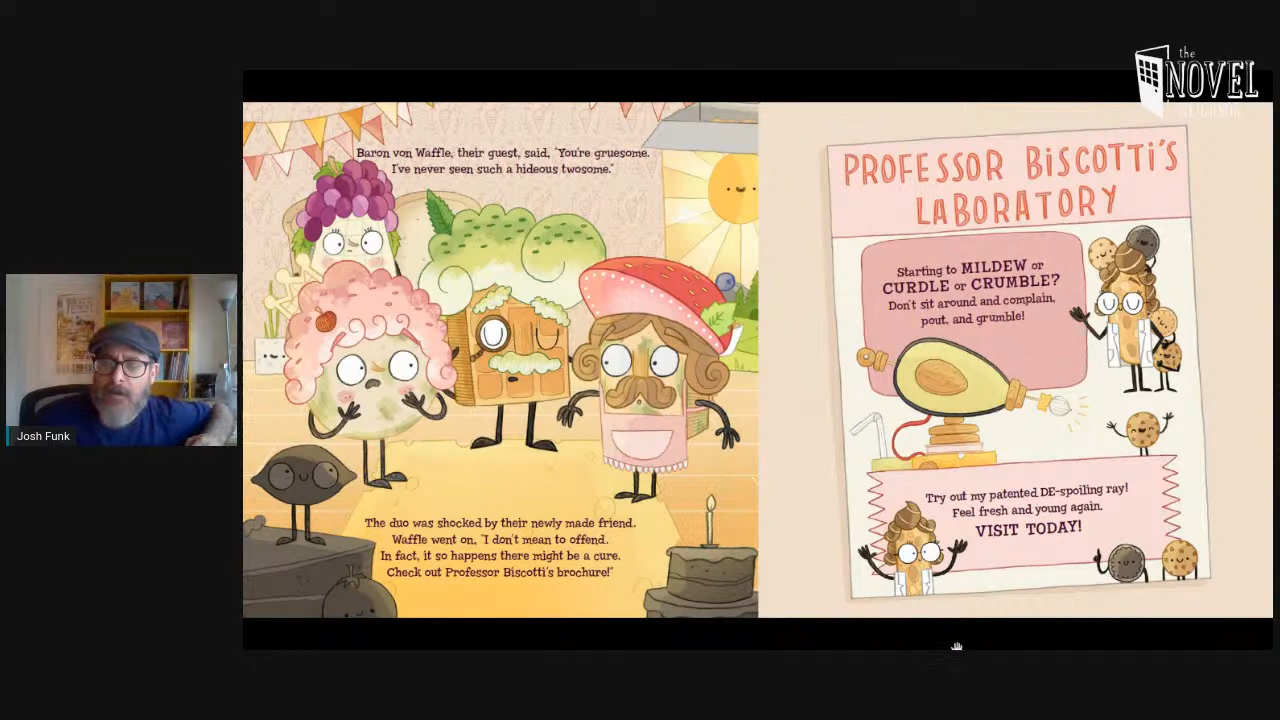 the
NOVEL
NEIGHBOR
Baron von Waffle, their guest, said, "You're gruesome.
I've never seen such a hideous twosome."
The duo was shocked by their newly made friend.
Waffle went on, "I don't mean to offend.
In fact, it so happens there might be a cure.
Check out Professor Biscotti's brochure!"
PROFESSOR BiSCOTTi'S
LABORATORY
Starting to MILDEW or
CURDLE or CRUMBLE?
Don't sit around and complain,
pout, and grumble!
Try out my patented DE-spoiling ray!
Feel fresh and young again.
VISIT TODAY!
Josh Funk